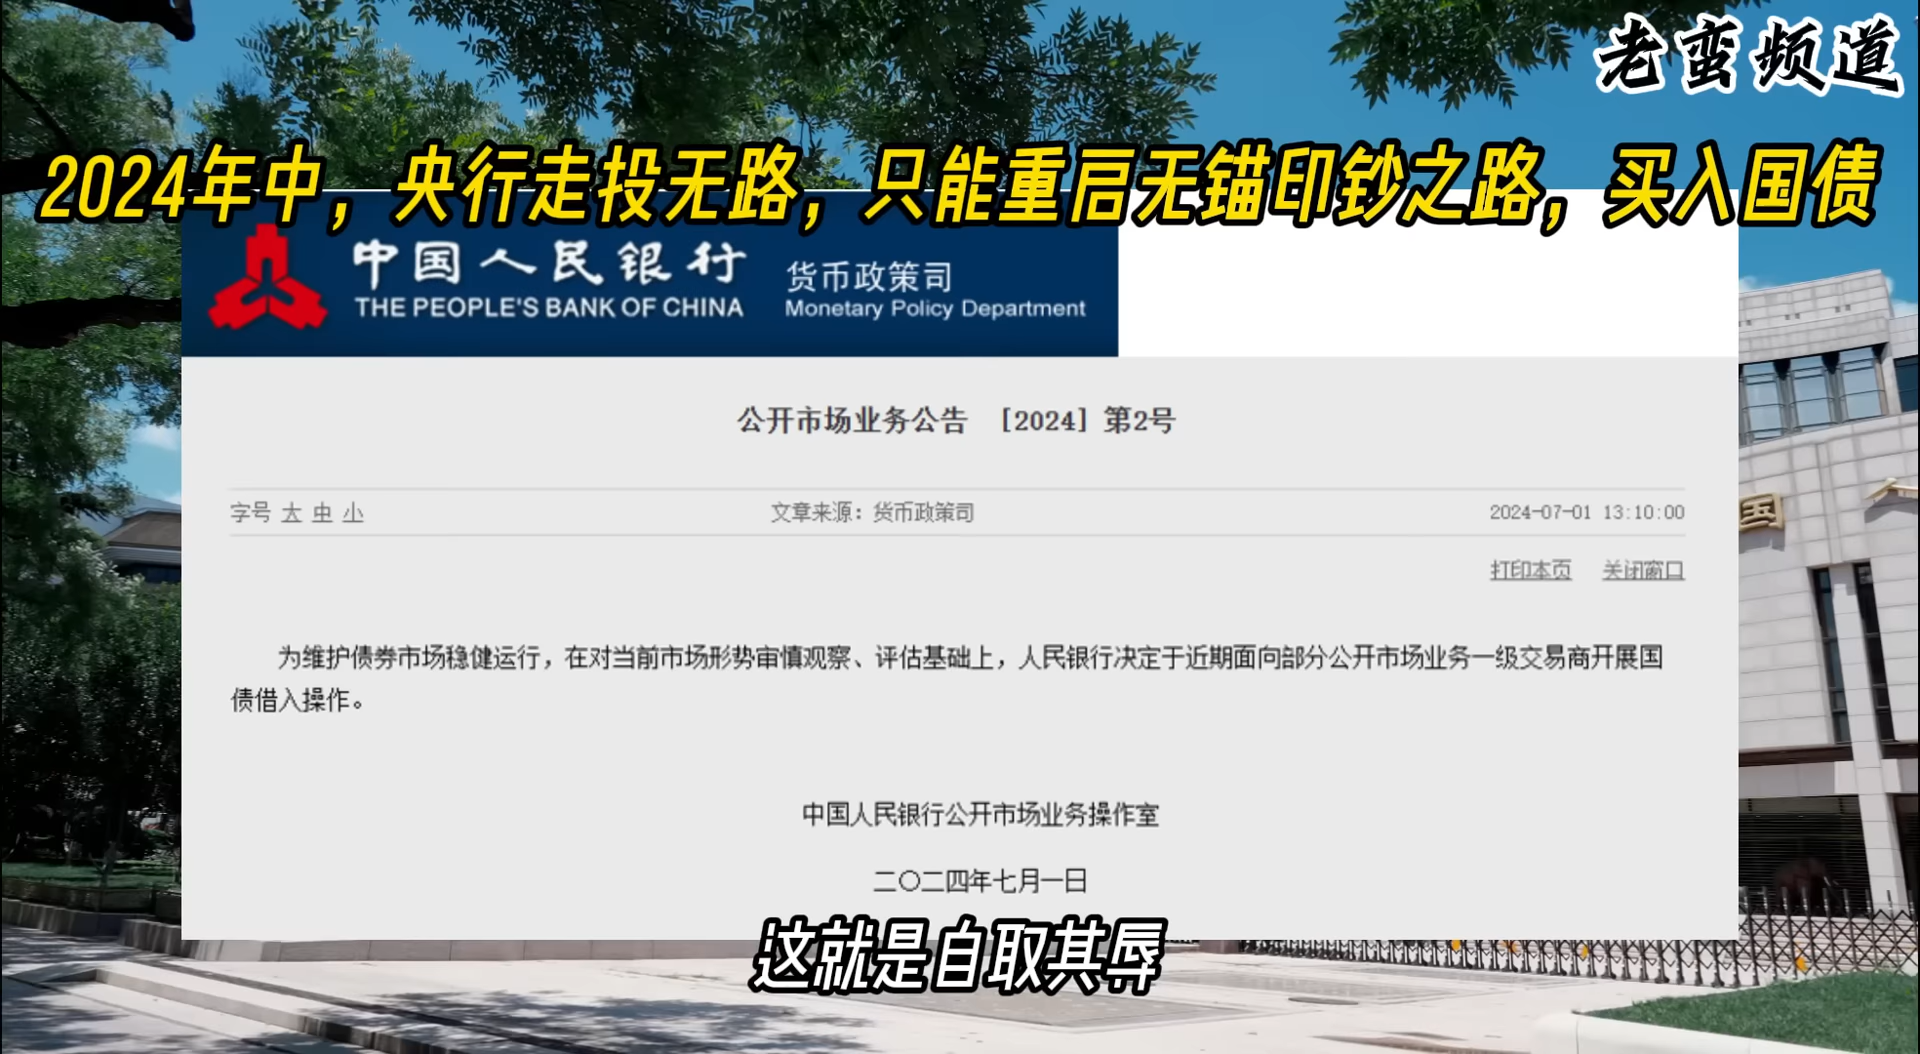 老蛮频道
2024年中，央行走投无路，只能重启无锚印钞之路，买入国债
中国人民银行 货币政策司
THE PEOPLE'S BANK OF CHINA Monetary Policy Department
公开市场业务公告 [2024] 第2号
字号 大 中 小 文章来源：货币政策司 2024-07-01 13:10:00
打印本页 关闭窗口
为维护债券市场稳健运行，在对当前市场形势审慎观察、评估基础上，人民银行决定于近期面向部分公开市场业务一级交易商开展国
债借入操作。
国
中国人民银行公开市场业务操作室
二〇二四年七月一日
这就是自取其辱